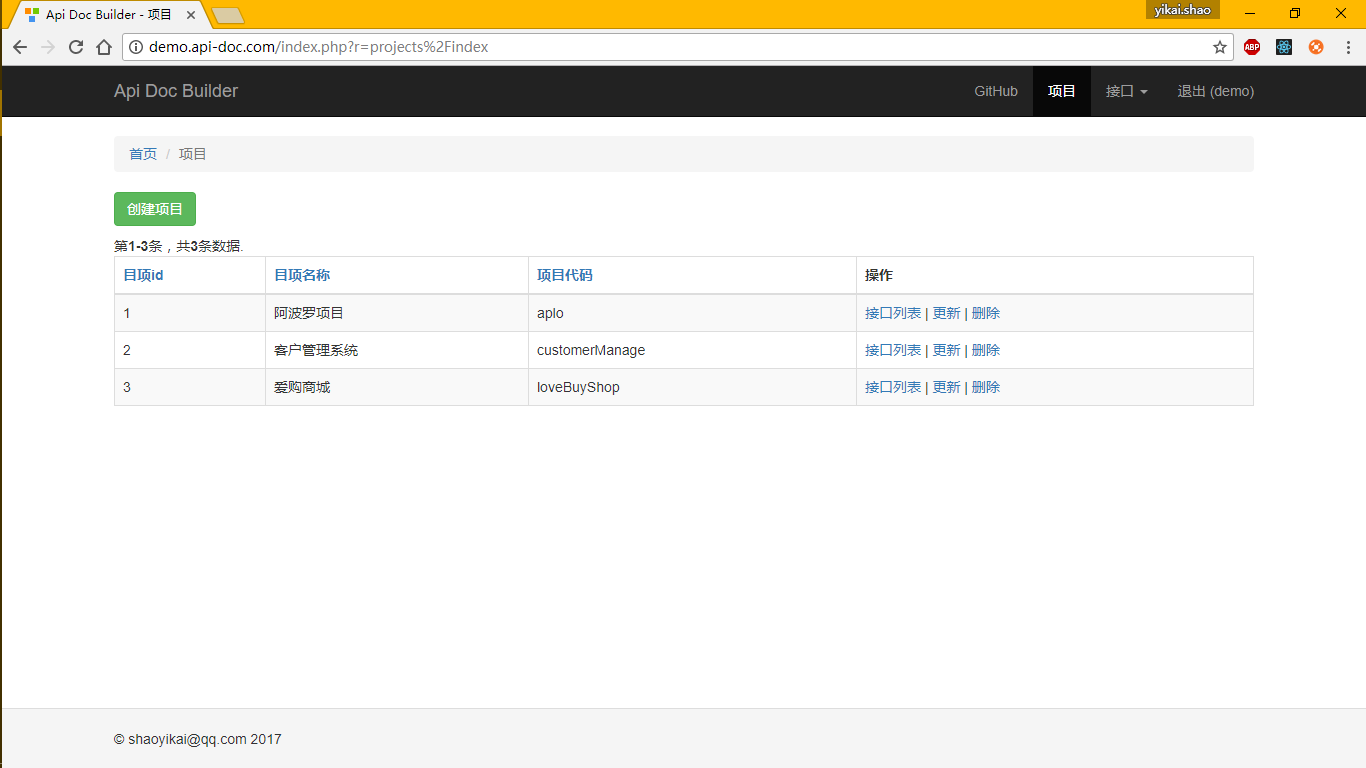 Api Doc Builder - 项目
yikai.shao
demo.api-doc.com/index.php?r=projects%2Findex
ABP
Api Doc Builder
GitHub 项目 接口 退出 (demo)
首页 / 项目
创建项目
第1-3条，共3条数据.
目项id 目项名称 项目代码 操作
1 阿波罗项目 aplo 接口列表 | 更新 | 删除
2 客户管理系统 customerManage 接口列表 | 更新 | 删除
3 爱购商城 loveBuyShop 接口列表 | 更新 | 删除
© shaoyikai@qq.com 2017